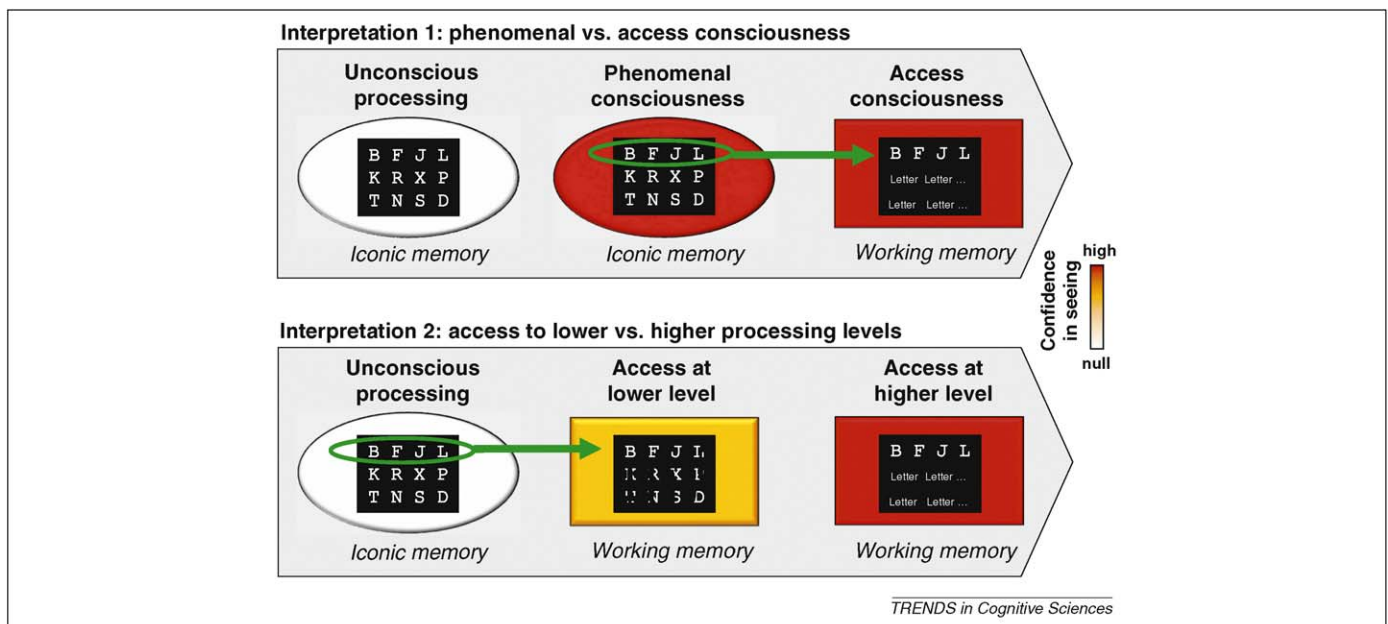 Interpretation 1: phenomenal vs. access consciousness
Unconscious processing
B F J L
K R X P
T N S D
Iconic memory
Phenomenal consciousness
B F J L
K R X P
T N S D
Iconic memory
Access consciousness
B F J L
Letter Letter ...
Letter Letter ...
Working memory
Confidence in seeing
high
null
Interpretation 2: access to lower vs. higher processing levels
Unconscious processing
B F J L
K R X P
T N S D
Iconic memory
Access at lower level
B F J L
K R X P
N S D
Working memory
Access at higher level
B F J L
Letter Letter ...
Letter Letter ...
Working memory
TRENDS in Cognitive Sciences